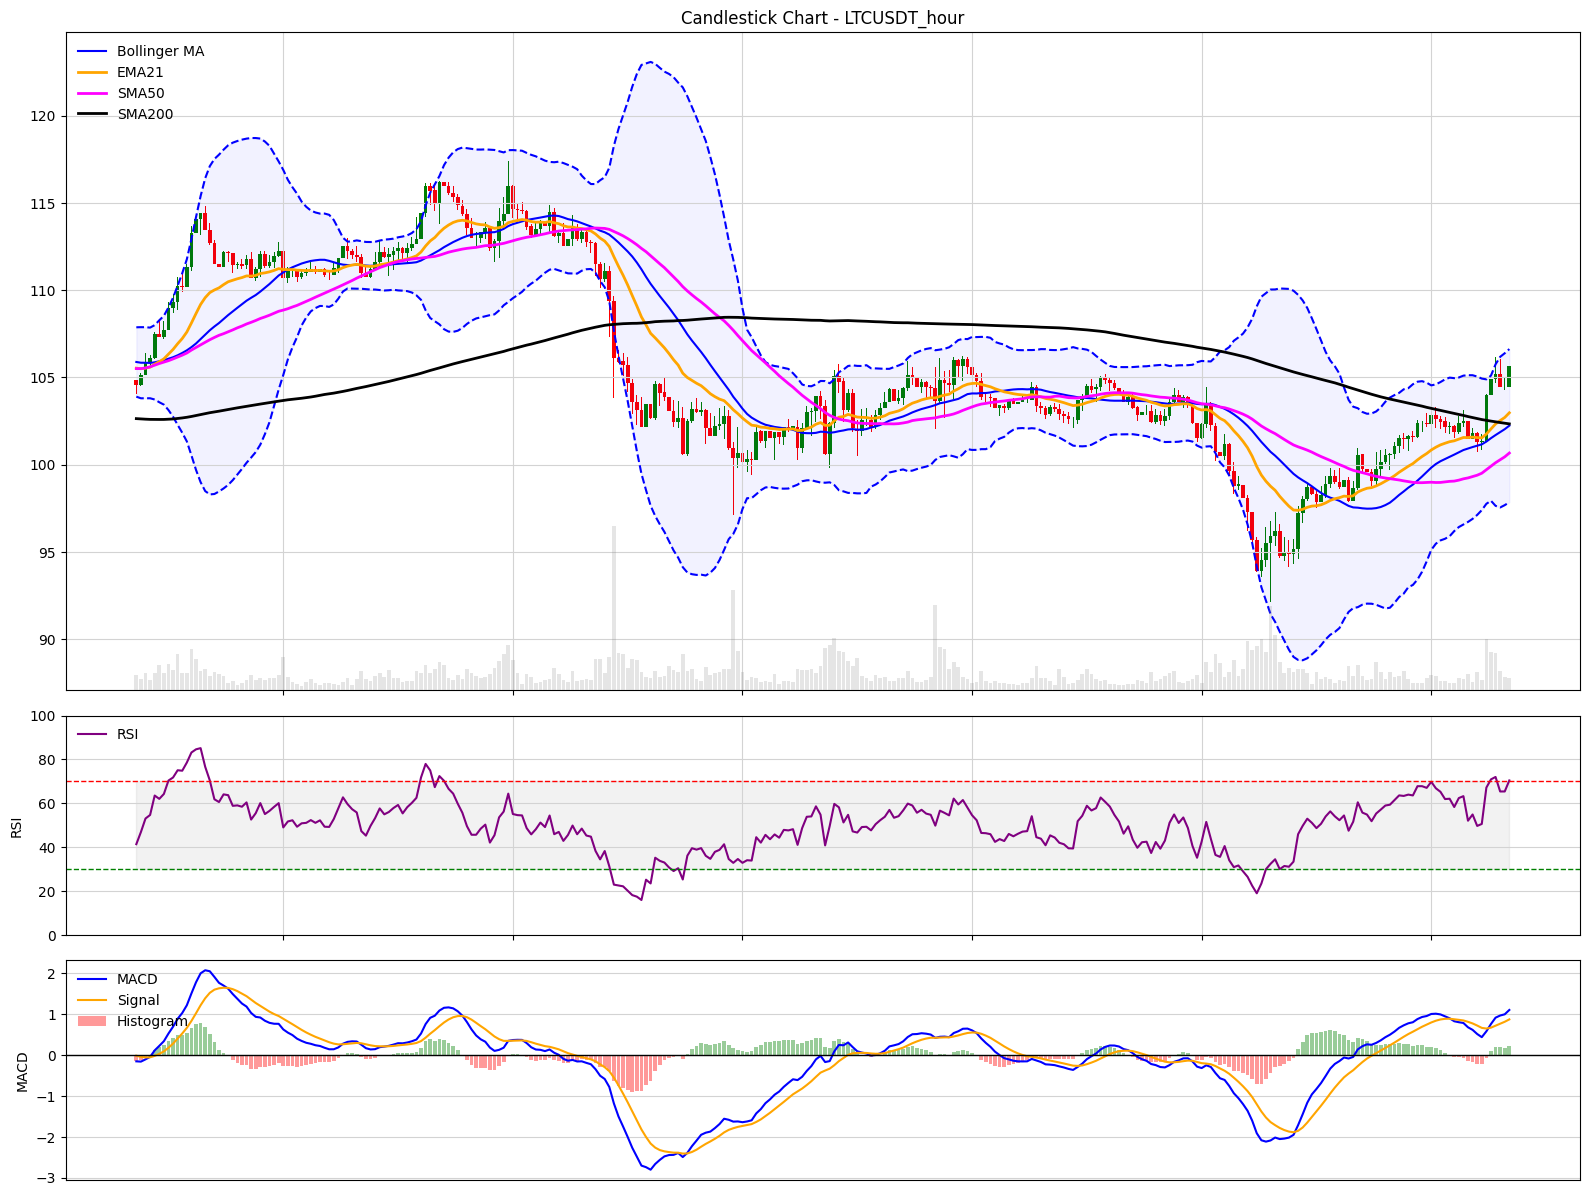 Candlestick Chart - LTCUSDT_hour
Bollinger MA
EMA21
SMA50
SMA200
120
115
110
105
100
95
90
RSI
100
80
60
40
20
0
RSI
MACD
Signal
Histogram
2
1
0
−1
−2
−3
MACD